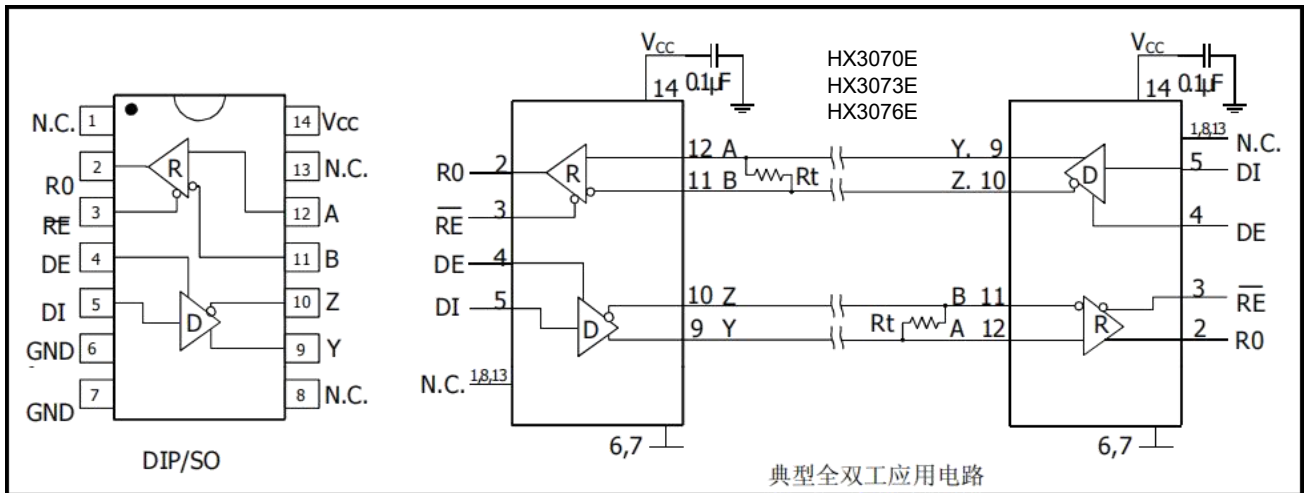 N.C. 1
2
R0
3
RE
DE 4
DI 5
GND 6
7
GND
R
D
14 Vcc
13 N.C.
12 A
11 B
10 Z
9 Y
8 N.C.
DIP/SO
VCC
14 0.1µF
R0 2
RE 3
DE 4
DI 5
N.C. 1,8,13
R
D
12 A
11 B
Rt
10 Z
9 Y
6,7
HX3070E
HX3073E
HX3076E
Y. 9
Z. 10
B 11
Rt
A 12
VCC
14 0.1µF
1,8,13 N.C.
5 DI
4
DE
D
3 RE
R
2 R0
6,7
典型全双工应用电路